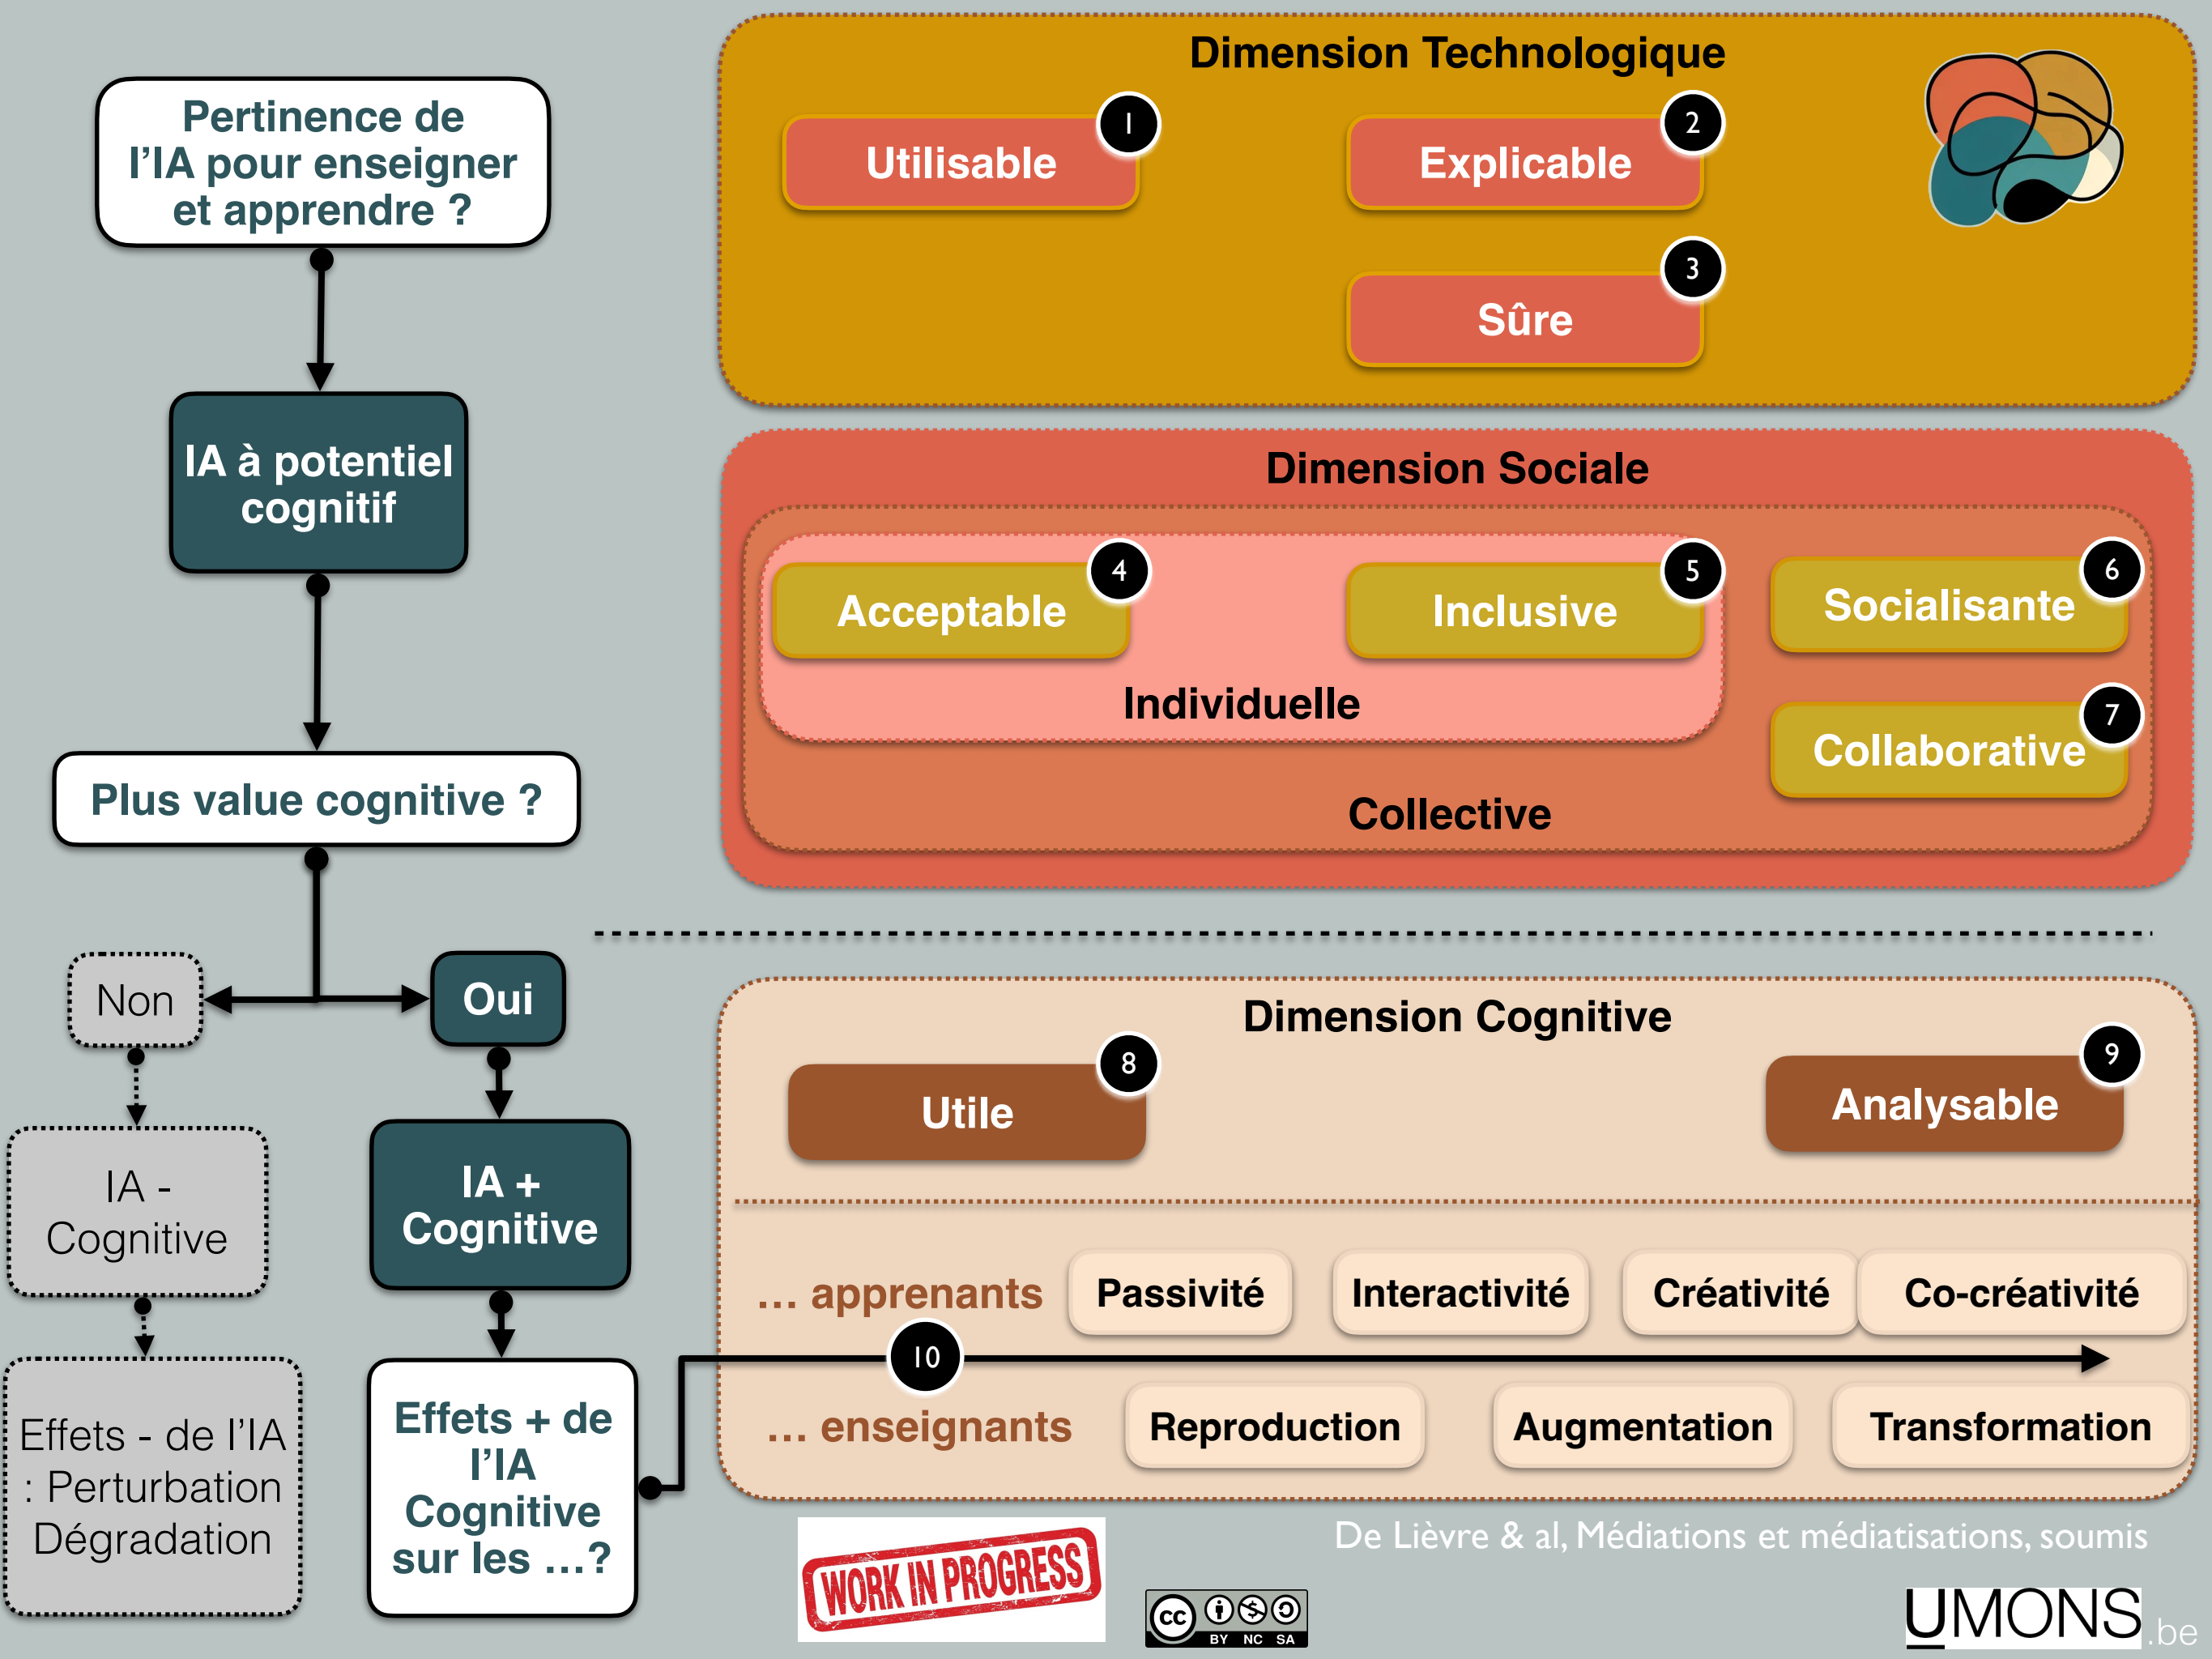 Pertinence de
l’IA pour enseigner
et apprendre ?
IA à potentiel
cognitif
Plus value cognitive ?
Non
Oui
IA -
Cognitive
IA +
Cognitive
Effets - de l’IA
: Perturbation
Dégradation
Effets + de
l’IA
Cognitive
sur les …?
Dimension Technologique
1
Utilisable
2
Explicable
3
Sûre
Dimension Sociale
4
Acceptable
5
Inclusive
6
Socialisante
Individuelle
7
Collaborative
Collective
Dimension Cognitive
8
Utile
9
Analysable
… apprenants
Passivité
Interactivité
Créativité
Co-créativité
10
… enseignants
Reproduction
Augmentation
Transformation
WORK IN PROGRESS
De Lièvre & al, Médiations et médiatisations, soumis
cc
BY NC SA
UMONS.be